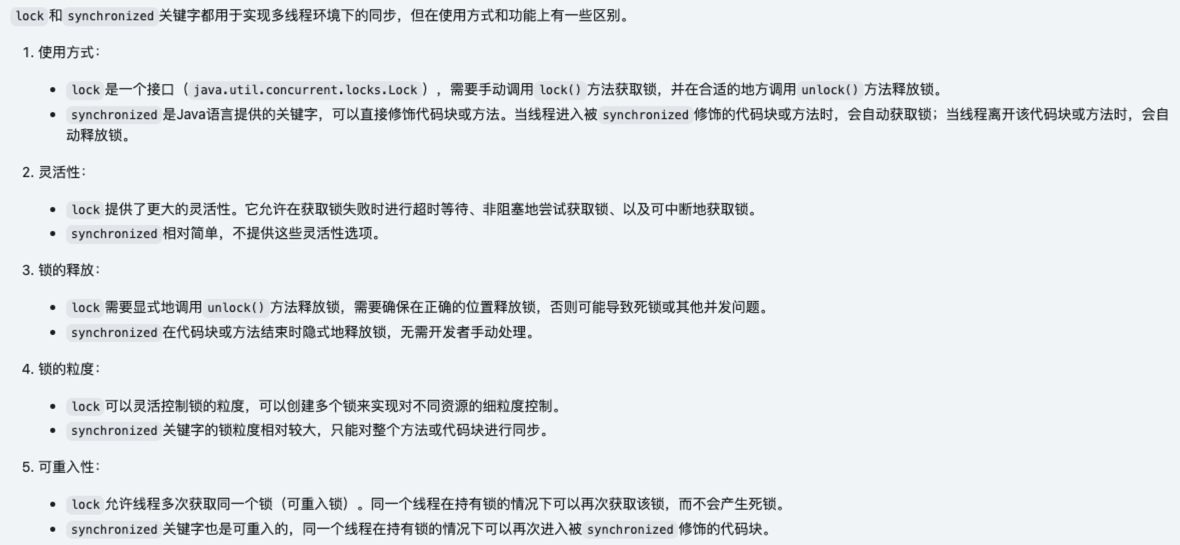 lock 和 synchronized 关键字都用于实现多线程环境下的同步，但在使用方式和功能上有一些区别。
1. 使用方式：
• lock 是一个接口（ java.util.concurrent.locks.Lock ），需要手动调用 lock() 方法获取锁，并在合适的地方调用 unlock() 方法释放锁。
• synchronized 是Java语言提供的关键字，可以直接修饰代码块或方法。当线程进入被 synchronized 修饰的代码块或方法时，会自动获取锁；当线程离开该代码块或方法时，会自
动释放锁。
2. 灵活性：
• lock 提供了更大的灵活性。它允许在获取锁失败时进行超时等待、非阻塞地尝试获取锁、以及可中断地获取锁。
• synchronized 相对简单，不提供这些灵活性选项。
3. 锁的释放：
• lock 需要显式地调用 unlock() 方法释放锁，需要确保在正确的位置释放锁，否则可能导致死锁或其他并发问题。
• synchronized 在代码块或方法结束时隐式地释放锁，无需开发者手动处理。
4. 锁的粒度：
• lock 可以灵活控制锁的粒度，可以创建多个锁来实现对不同资源的细粒度控制。
• synchronized 关键字的锁粒度相对较大，只能对整个方法或代码块进行同步。
5. 可重入性：
• lock 允许线程多次获取同一个锁（可重入锁）。同一个线程在持有锁的情况下可以再次获取该锁，而不会产生死锁。
• synchronized 关键字也是可重入的，同一个线程在持有锁的情况下可以再次进入被 synchronized 修饰的代码块。